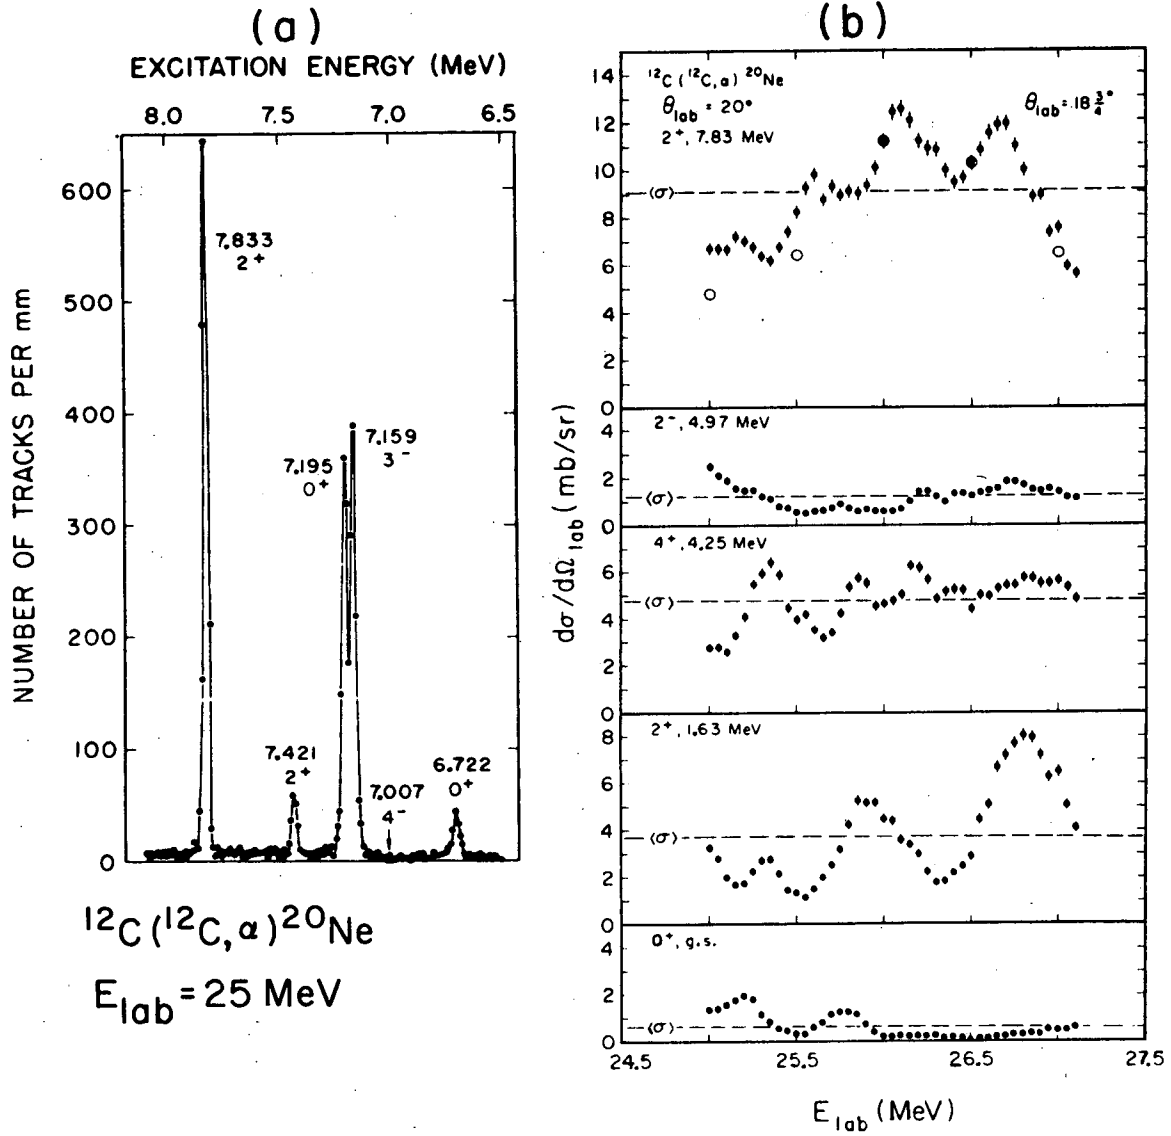 (a)
EXCITATION ENERGY (MeV)
8.0 7.5 7.0 6.5
NUMBER OF TRACKS PER mm
600
500
400
300
200
100
0
7.833
2+
7.195
0+
7.159
3-
7.421
2+
7.007
4-
6.722
0+
¹²C(¹²C,α)²⁰Ne
E_lab = 25 MeV
(b)
dσ/dΩ_lab (mb/sr)
14
12
10
8
6
4
2
0
¹²C(¹²C,α)²⁰Ne
θ_lab = 20°
2+, 7.83 MeV
θ_lab = 18 3/4°
⟨σ⟩
4
2
0
2-, 4.97 MeV
⟨σ⟩
6
4
2
0
4+, 4.25 MeV
⟨σ⟩
8
6
4
2
0
2+, 1.63 MeV
⟨σ⟩
4
2
0
0+, g.s.
⟨σ⟩
24.5 25.5 26.5 27.5
E_lab (MeV)